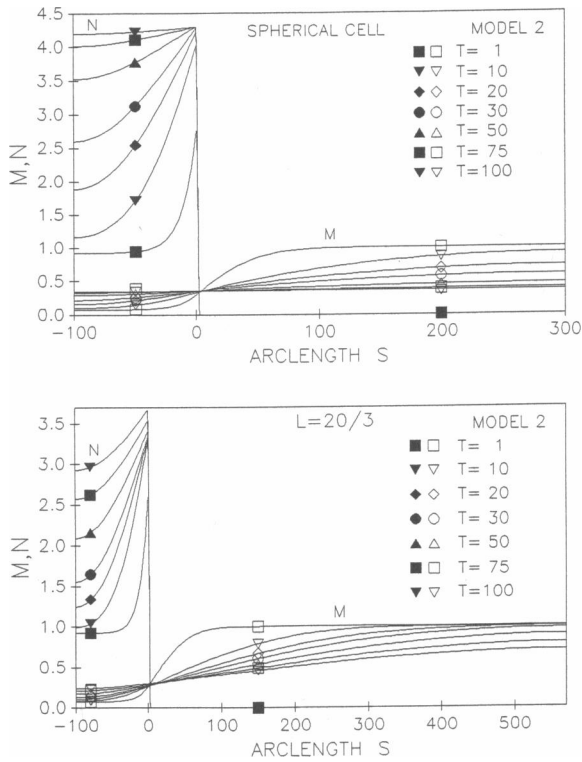 SPHERICAL CELL
MODEL 2
N
T= 1
T= 10
T= 20
T= 30
T= 50
T= 75
T=100
M
M,N
4.5
4.0
3.5
3.0
2.5
2.0
1.5
1.0
0.5
0.0
-100 0 100 200 300
ARCLENGTH S
L=20/3
MODEL 2
N
T= 1
T= 10
T= 20
T= 30
T= 50
T= 75
T=100
M
M,N
3.5
3.0
2.5
2.0
1.5
1.0
0.5
0.0
-100 0 100 200 300 400 500
ARCLENGTH S